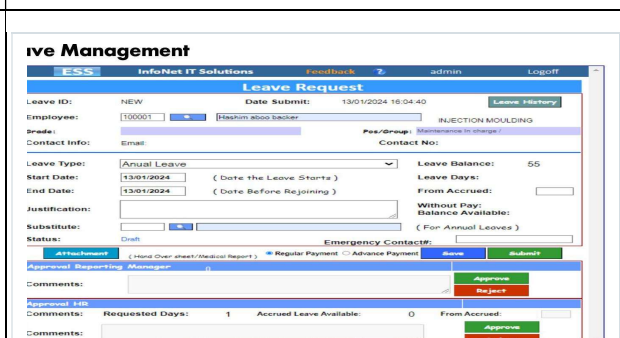 ve Management
ESS InfoNet IT Solutions Feedback ? admin Logoff
Leave Request
Leave ID: NEW Date Submit: 13/01/2024 16:04:40 Leave History
Employee: 100001 Hashim aboo backer INJECTION MOULDING
Grade: Pos/Group: Maintenance In charge /
Contact Info: Email: Contact No:
Leave Type: Anual Leave Leave Balance: 55
Start Date: 13/01/2024 ( Date the Leave Starts ) Leave Days:
End Date: 13/01/2024 ( Date Before Rejoining ) From Accrued:
Justification: Without Pay:
Balance Available:
Substitute: ( For Annual Leaves )
Status: Draft Emergency Contact#:
Attachment ( Hand Over sheet/Medical Report ) Regular Payment Advance Payment Save Submit
Approval Reporting Manager ()
Comments: Approve
Reject
Approval HR
Comments: Requested Days: 1 Accrued Leave Available: 0 From Accrued:
Comments: Approve